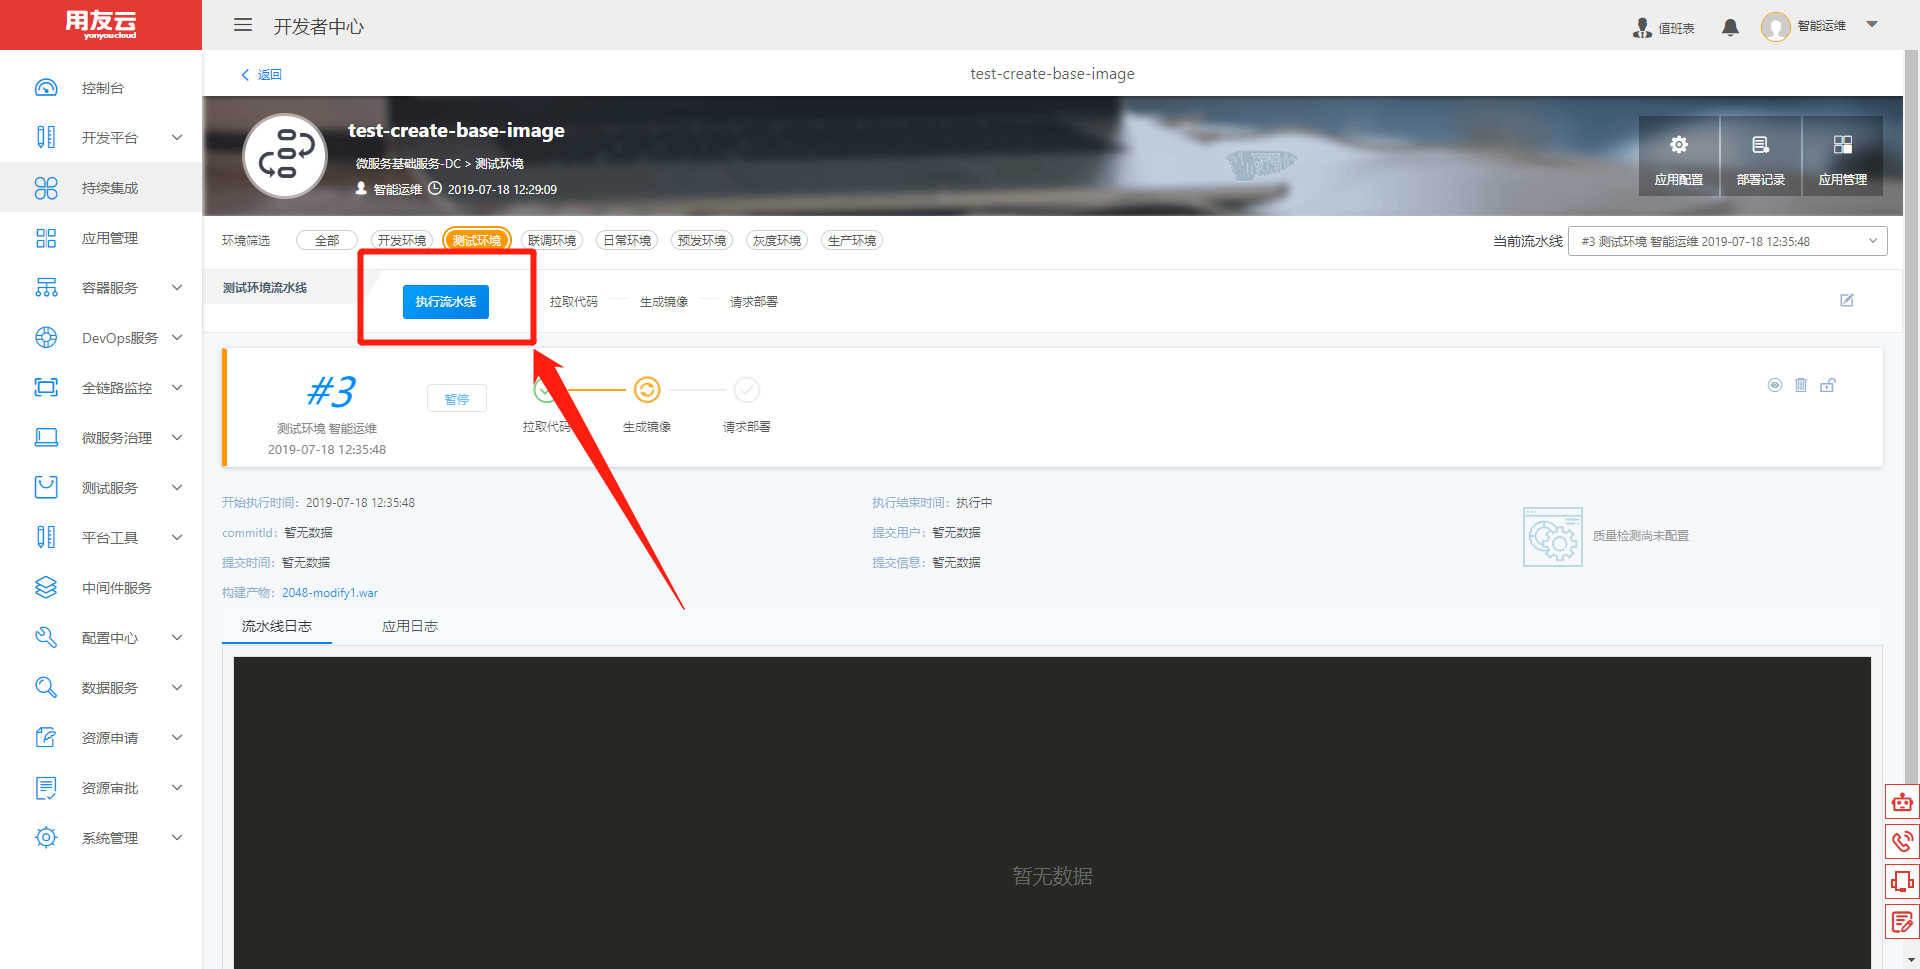 用友云
yonyoucloud
开发者中心
值班表
智能运维
控制台
开发平台
持续集成
应用管理
容器服务
DevOps服务
全链路监控
微服务治理
测试服务
平台工具
中间件服务
配置中心
数据服务
资源申请
资源审批
系统管理
返回
test-create-base-image
test-create-base-image
微服务基础服务-DC > 测试环境
智能运维 2019-07-18 12:29:09
应用配置
部署记录
应用管理
环境筛选
全部
开发环境
测试环境
联调环境
日常环境
预发环境
灰度环境
生产环境
当前流水线
#3 测试环境 智能运维 2019-07-18 12:35:48
测试环境流水线
执行流水线
拉取代码
生成镜像
请求部署
#3
测试环境 智能运维
2019-07-18 12:35:48
暂停
拉取代码
生成镜像
请求部署
开始执行时间：2019-07-18 12:35:48
执行结束时间：执行中
commitId：暂无数据
提交用户：暂无数据
提交时间：暂无数据
提交信息：暂无数据
构建产物：2048-modify1.war
质量检测尚未配置
流水线日志
应用日志
暂无数据